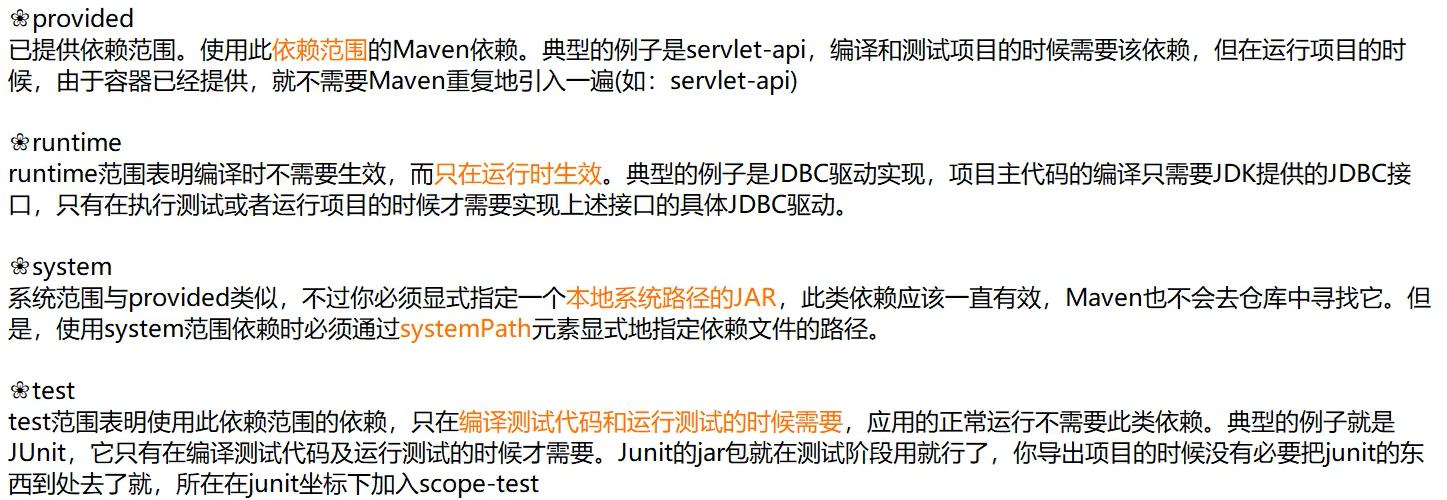 ❀provided
已提供依赖范围。使用此依赖范围的Maven依赖。典型的例子是servlet-api，编译和测试项目的时候需要该依赖，但在运行项目的时
候，由于容器已经提供，就不需要Maven重复地引入一遍(如：servlet-api)
❀runtime
runtime范围表明编译时不需要生效，而只在运行时生效。典型的例子是JDBC驱动实现，项目主代码的编译只需要JDK提供的JDBC接
口，只有在执行测试或者运行项目的时候才需要实现上述接口的具体JDBC驱动。
❀system
系统范围与provided类似，不过你必须显式指定一个本地系统路径的JAR，此类依赖应该一直有效，Maven也不会去仓库中寻找它。但
是，使用system范围依赖时必须通过systemPath元素显式地指定依赖文件的路径。
❀test
test范围表明使用此依赖范围的依赖，只在编译测试代码和运行测试的时候需要，应用的正常运行不需要此类依赖。典型的例子就是
JUnit，它只有在编译测试代码及运行测试的时候才需要。Junit的jar包就在测试阶段用就行了，你导出项目的时候没有必要把junit的东
西到处去了就，所在在junit坐标下加入scope-test